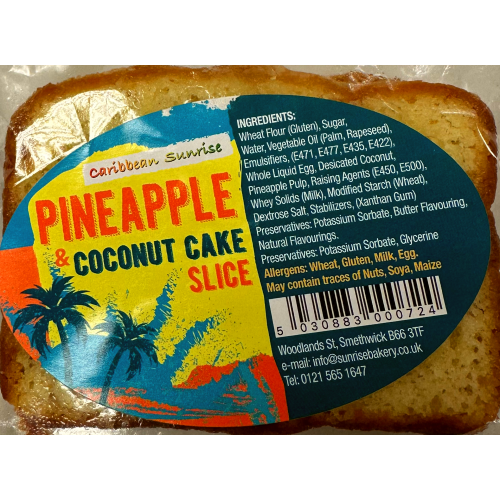 Caribbean Sunrise
PINEAPPLE
& COCONUT CAKE
SLICE
INGREDIENTS:
Wheat Flour (Gluten), Sugar,
Water, Vegetable Oil (Palm, Rapeseed),
Emulsifiers, (E471, E477, E435, E422),
Whole Liquid Egg, Desicated Coconut,
Pineapple Pulp, Raising Agents (E450, E500),
Whey Solids (Milk), Modified Starch (Wheat),
Dextrose Salt, Stabilizers, (Xanthan Gum)
Preservatives: Potassium Sorbate, Butter Flavouring,
Natural Flavourings.
Preservatives: Potassium Sorbate, Glycerine
Allergens: Wheat, Gluten, Milk, Egg.
May contain traces of Nuts, Soya, Maize
5 030883 000724
Woodlands St, Smethwick B66 3TF
e-mail: info@sunrisebakery.co.uk
Tel: 0121 565 1647